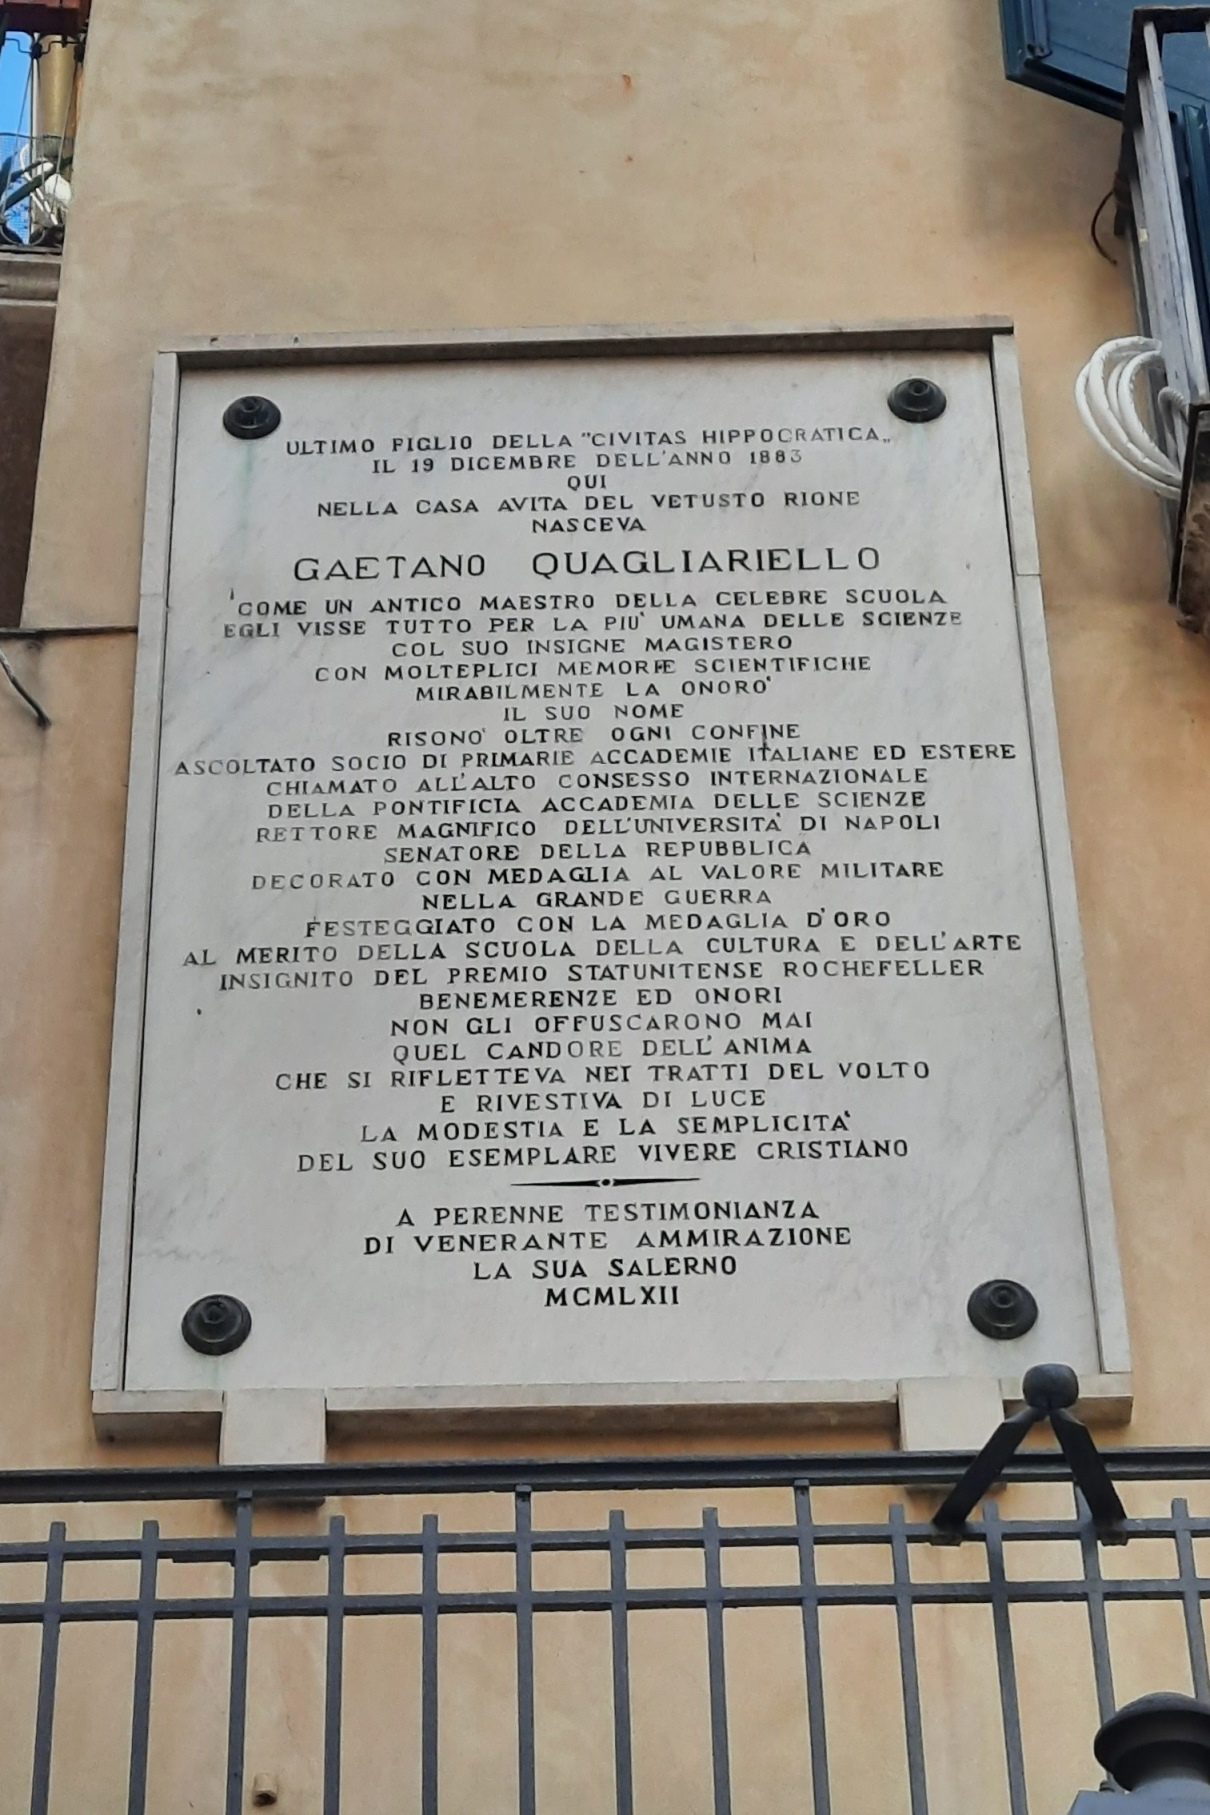 ULTIMO FIGLIO DELLA "CIVITAS HIPPOCRATICA„
IL 19 DICEMBRE DELL'ANNO 1883
QUI
NELLA CASA AVITA DEL VETUSTO RIONE
NASCEVA
GAETANO QUAGLIARIELLO
COME UN ANTICO MAESTRO DELLA CELEBRE SCUOLA
EGLI VISSE TUTTO PER LA PIU' UMANA DELLE SCIENZE
COL SUO INSIGNE MAGISTERO
CON MOLTEPLICI MEMORIE SCIENTIFICHE
MIRABILMENTE LA ONORO'
IL SUO NOME
RISONO' OLTRE OGNI CONFINE
ASCOLTATO SOCIO DI PRIMARIE ACCADEMIE ITALIANE ED ESTERE
CHIAMATO ALL'ALTO CONSESSO INTERNAZIONALE
DELLA PONTIFICIA ACCADEMIA DELLE SCIENZE
RETTORE MAGNIFICO DELL'UNIVERSITA' DI NAPOLI
SENATORE DELLA REPUBBLICA
DECORATO CON MEDAGLIA AL VALORE MILITARE
NELLA GRANDE GUERRA
FESTEGGIATO CON LA MEDAGLIA D'ORO
AL MERITO DELLA SCUOLA DELLA CULTURA E DELL'ARTE
INSIGNITO DEL PREMIO STATUNITENSE ROCHEFELLER
BENEMERENZE ED ONORI
NON GLI OFFUSCARONO MAI
QUEL CANDORE DELL'ANIMA
CHE SI RIFLETTEVA NEI TRATTI DEL VOLTO
E RIVESTIVA DI LUCE
LA MODESTIA E LA SEMPLICITA'
DEL SUO ESEMPLARE VIVERE CRISTIANO
A PERENNE TESTIMONIANZA
DI VENERANTE AMMIRAZIONE
LA SUA SALERNO
MCMLXII